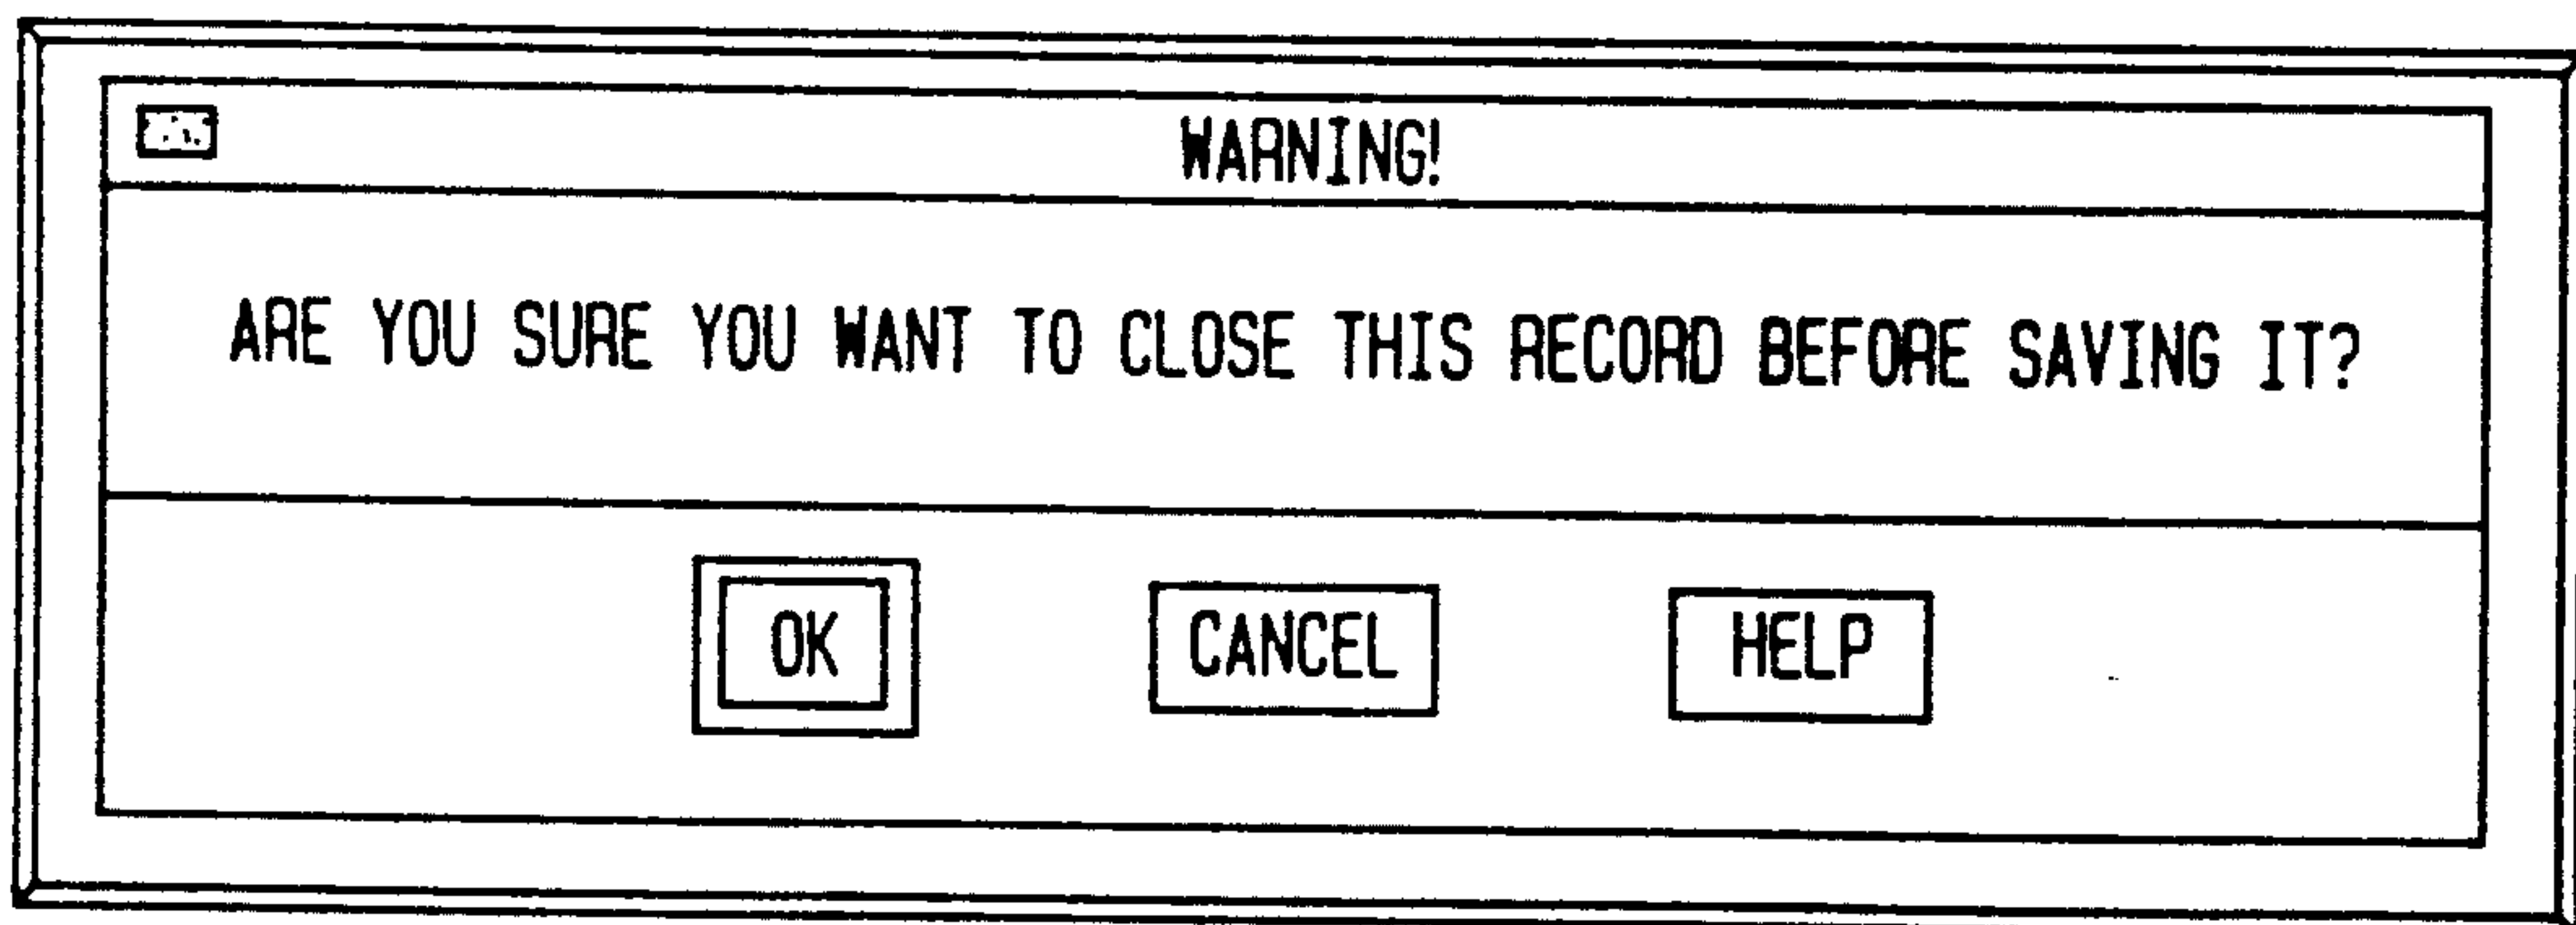 WARNING!
ARE YOU SURE YOU WANT TO CLOSE THIS RECORD BEFORE SAVING IT?
OK CANCEL HELP